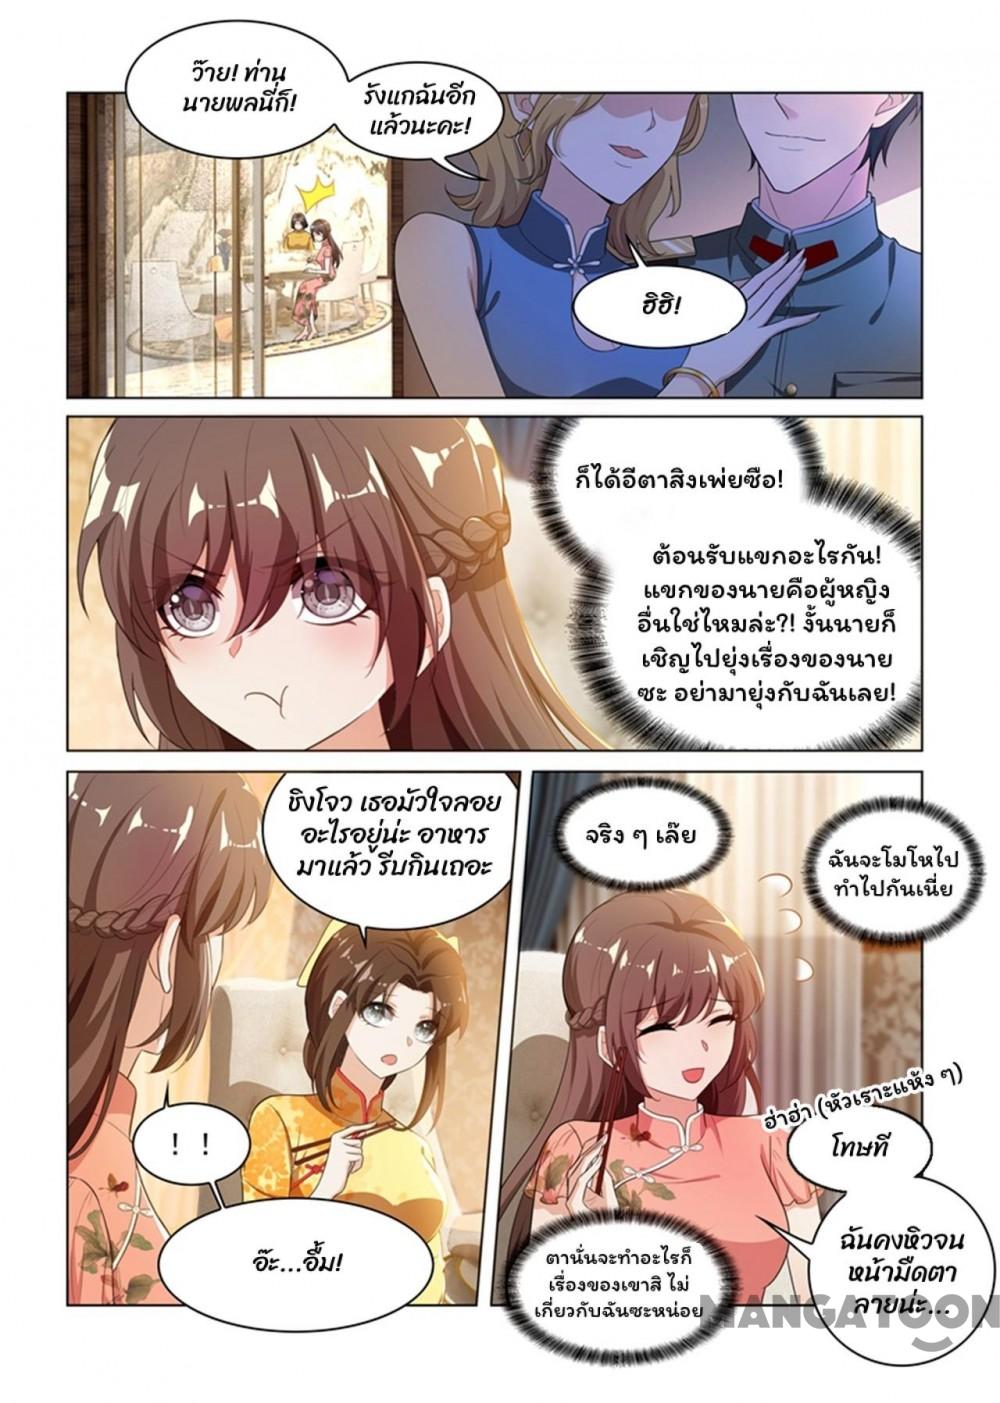 ว๊าย! ท่าน
นายพลนี่ก็!
รังแกฉันอีก
แล้วนะคะ!
ฮิฮิ!
ก็ได้อีตาสิงเพ่ยซือ!
ต้อนรับแขกอะไรกัน!
แขกของนายคือผู้หญิง
อื่นใช่ไหมล่ะ?! งั้นนายก็
เชิญไปยุ่งเรื่องของนาย
ซะ อย่ามายุ่งกับฉันเลย!
ชิงโจว เธอมัวใจลอย
อะไรอยู่น่ะ อาหาร
มาแล้ว รีบกินเถอะ
! !
อ๊ะ...อื้ม!
จริง ๆ เล๊ย
ฉันจะโมโหไป
ทำไปกันเนี่ย
ฮ่าฮ่า (หัวเราะแห้ง ๆ)
โทษที
ฉันคงหิวจน
หน้ามืดตา
ลายน่ะ...
ตานั่นจะทำอะไรก็
เรื่องของเขาสิ ไม่
เกี่ยวกับฉันซะหน่อย
MANGATOON